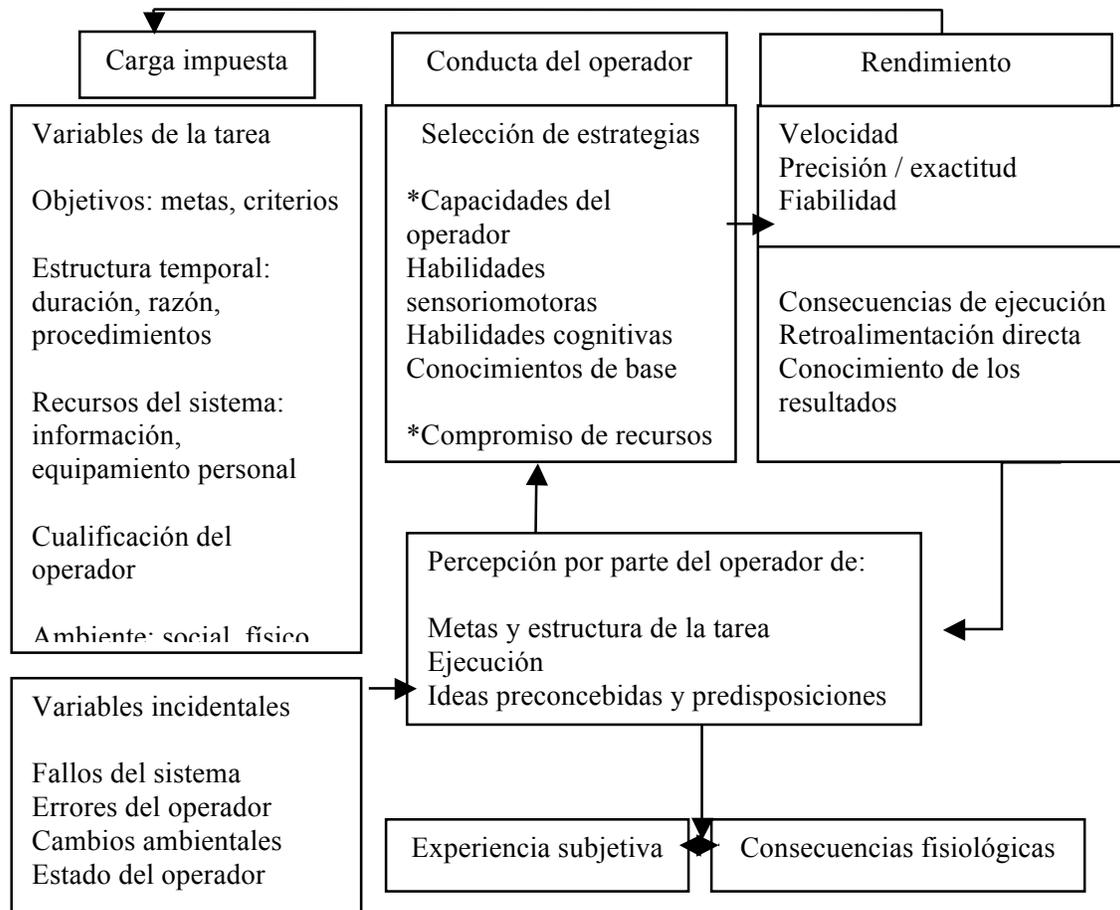 Carga impuesta
Conducta del operador
Rendimiento
Variables de la tarea
Objetivos: metas, criterios
Estructura temporal:
duración, razón,
procedimientos
Recursos del sistema:
información,
equipamiento personal
Cualificación del
operador
Ambiente: social, físico
Selección de estrategias
*Capacidades del
operador
Habilidades
sensoriomotoras
Habilidades cognitivas
Conocimientos de base
*Compromiso de recursos
Velocidad
Precisión / exactitud
Fiabilidad
Consecuencias de ejecución
Retroalimentación directa
Conocimiento de los
resultados
Percepción por parte del operador de:
Metas y estructura de la tarea
Ejecución
Ideas preconcebidas y predisposiciones
Variables incidentales
Fallos del sistema
Errores del operador
Cambios ambientales
Estado del operador
Experiencia subjetiva
Consecuencias fisiológicas